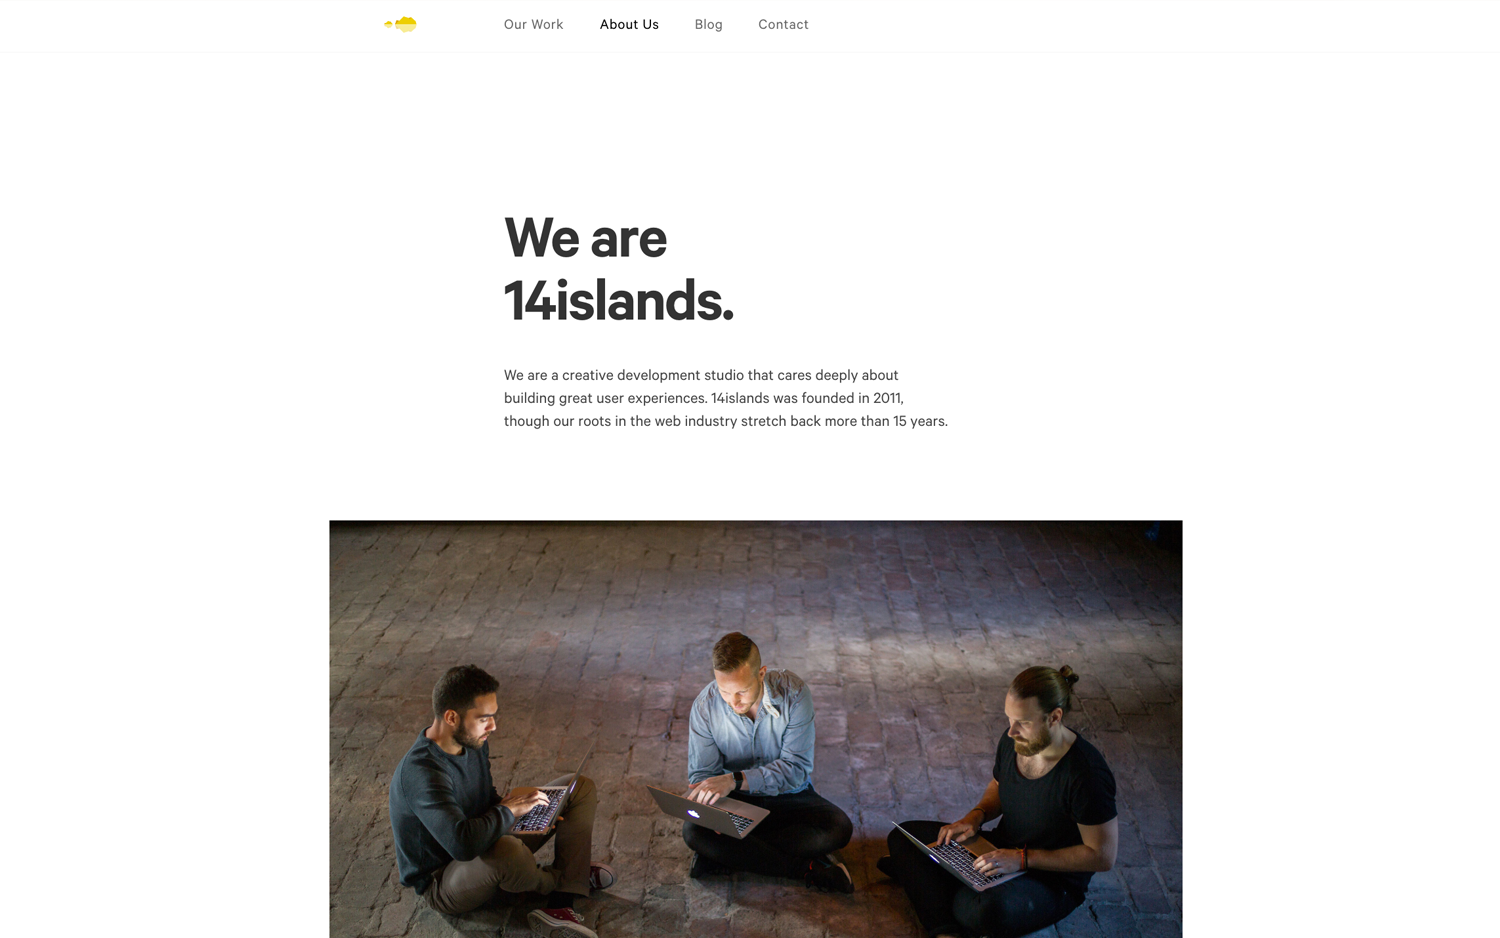 Our Work About Us Blog Contact
We are
14islands.
We are a creative development studio that cares deeply about
building great user experiences. 14islands was founded in 2011,
though our roots in the web industry stretch back more than 15 years.